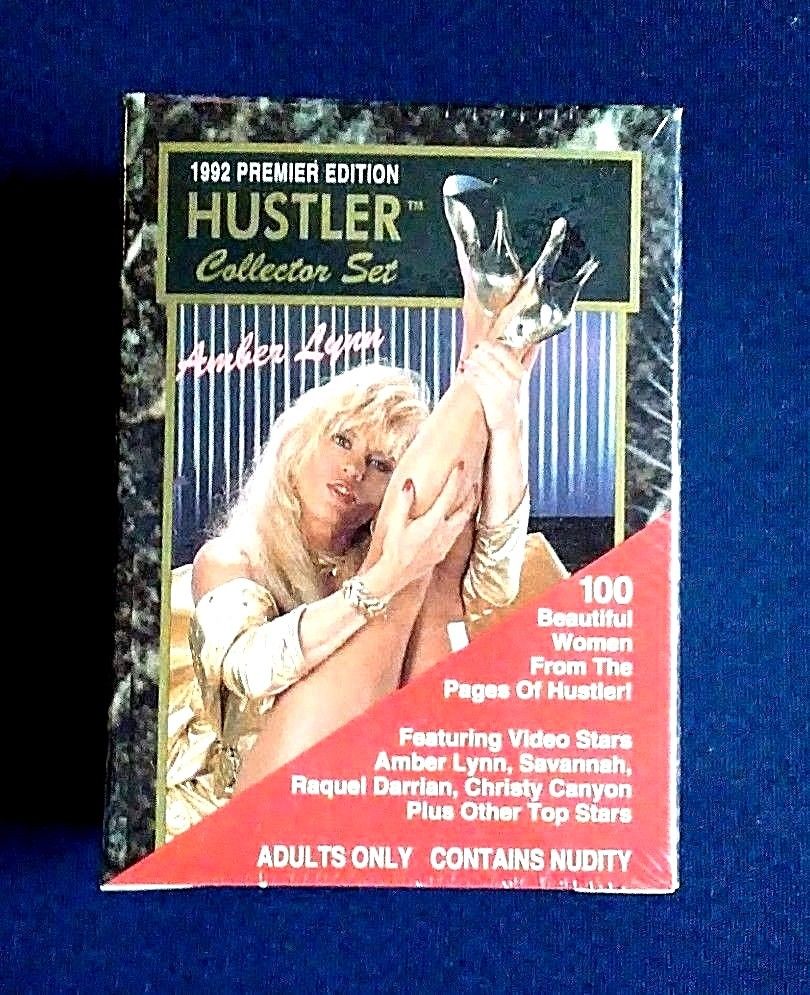 1992 PREMIER EDITION
HUSTLER™
Collector Set
Amber Lynn
100
Beautiful
Women
From The
Pages Of Hustler!
Featuring Video Stars
Amber Lynn, Savannah,
Raquel Darrian, Christy Canyon
Plus Other Top Stars
ADULTS ONLY CONTAINS NUDITY